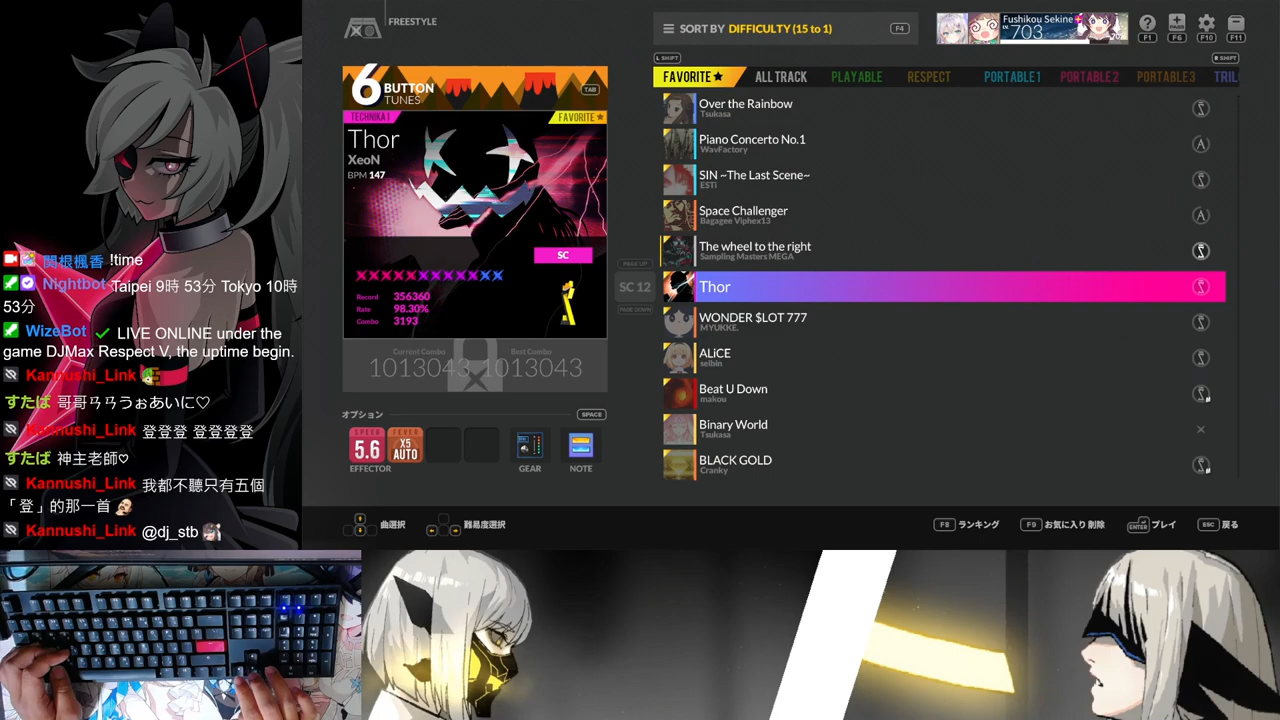 関根楓香 !time
Nightbot Taipei 9時 53分 Tokyo 10時
53分
WizeBot LIVE ONLINE under the
game DJMax Respect V, the uptime begin.
Kannushi_Link
すたば 哥哥ㄢㄢうぉあいに♡
Kannushi_Link 登登登 登登登登
すたば 神主老師♡
Kannushi_Link 我都不聽只有五個
「登」的那一首
Kannushi_Link @dj_stb
FREESTYLE
6 BUTTON
TUNES
TAB
TECHNIKA1
FAVORITE
Thor
XeoN
BPM 147
SC
Record 356360
Rate 98.30%
Combo 3193
Current Combo Best Combo
1013043 1013043
オプション
SPACE
SPEED
5.6
FEVER
X5
AUTO
EFFECTOR
GEAR
NOTE
SORT BY DIFFICULTY (15 to 1)
F4
Fushikou Sekine
LV. 703
F1
F6
F10
F11
L SHIFT
R SHIFT
FAVORITE
ALL TRACK
PLAYABLE
RESPECT
PORTABLE1
PORTABLE2
PORTABLE3
TRIL
PAGE UP
SC 12
PAGE DOWN
Over the Rainbow
Tsukasa
Piano Concerto No.1
WavFactory
SIN ~The Last Scene~
ESTi
Space Challenger
Bagagee Viphex13
The wheel to the right
Sampling Masters MEGA
Thor
WONDER $LOT 777
MYUKKE.
ALiCE
seibin
Beat U Down
makou
Binary World
Tsukasa
BLACK GOLD
Cranky
曲選択
難易度選択
F8 ランキング
F9 お気に入り 削除
ENTER プレイ
ESC 戻る